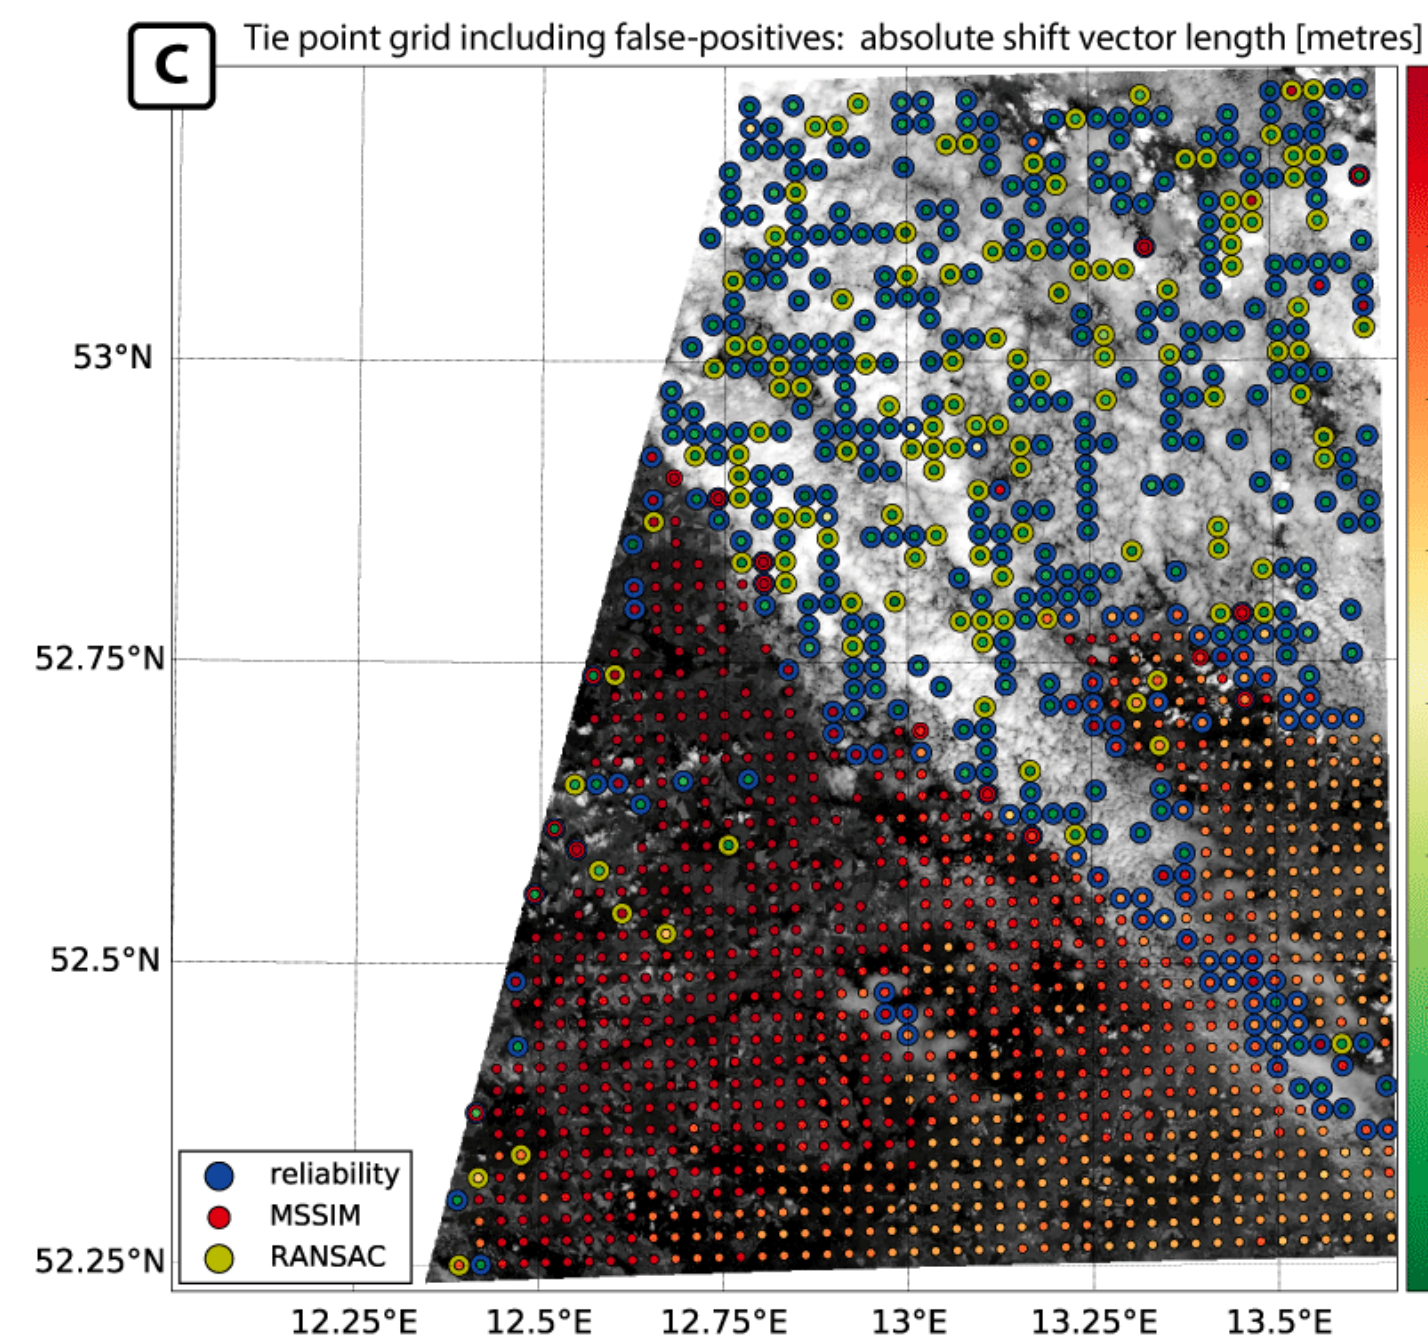 C
Tie point grid including false-positives: absolute shift vector length [metres]
53°N
52.75°N
52.5°N
52.25°N
reliability
MSSIM
RANSAC
12.25°E 12.5°E 12.75°E 13°E 13.25°E 13.5°E